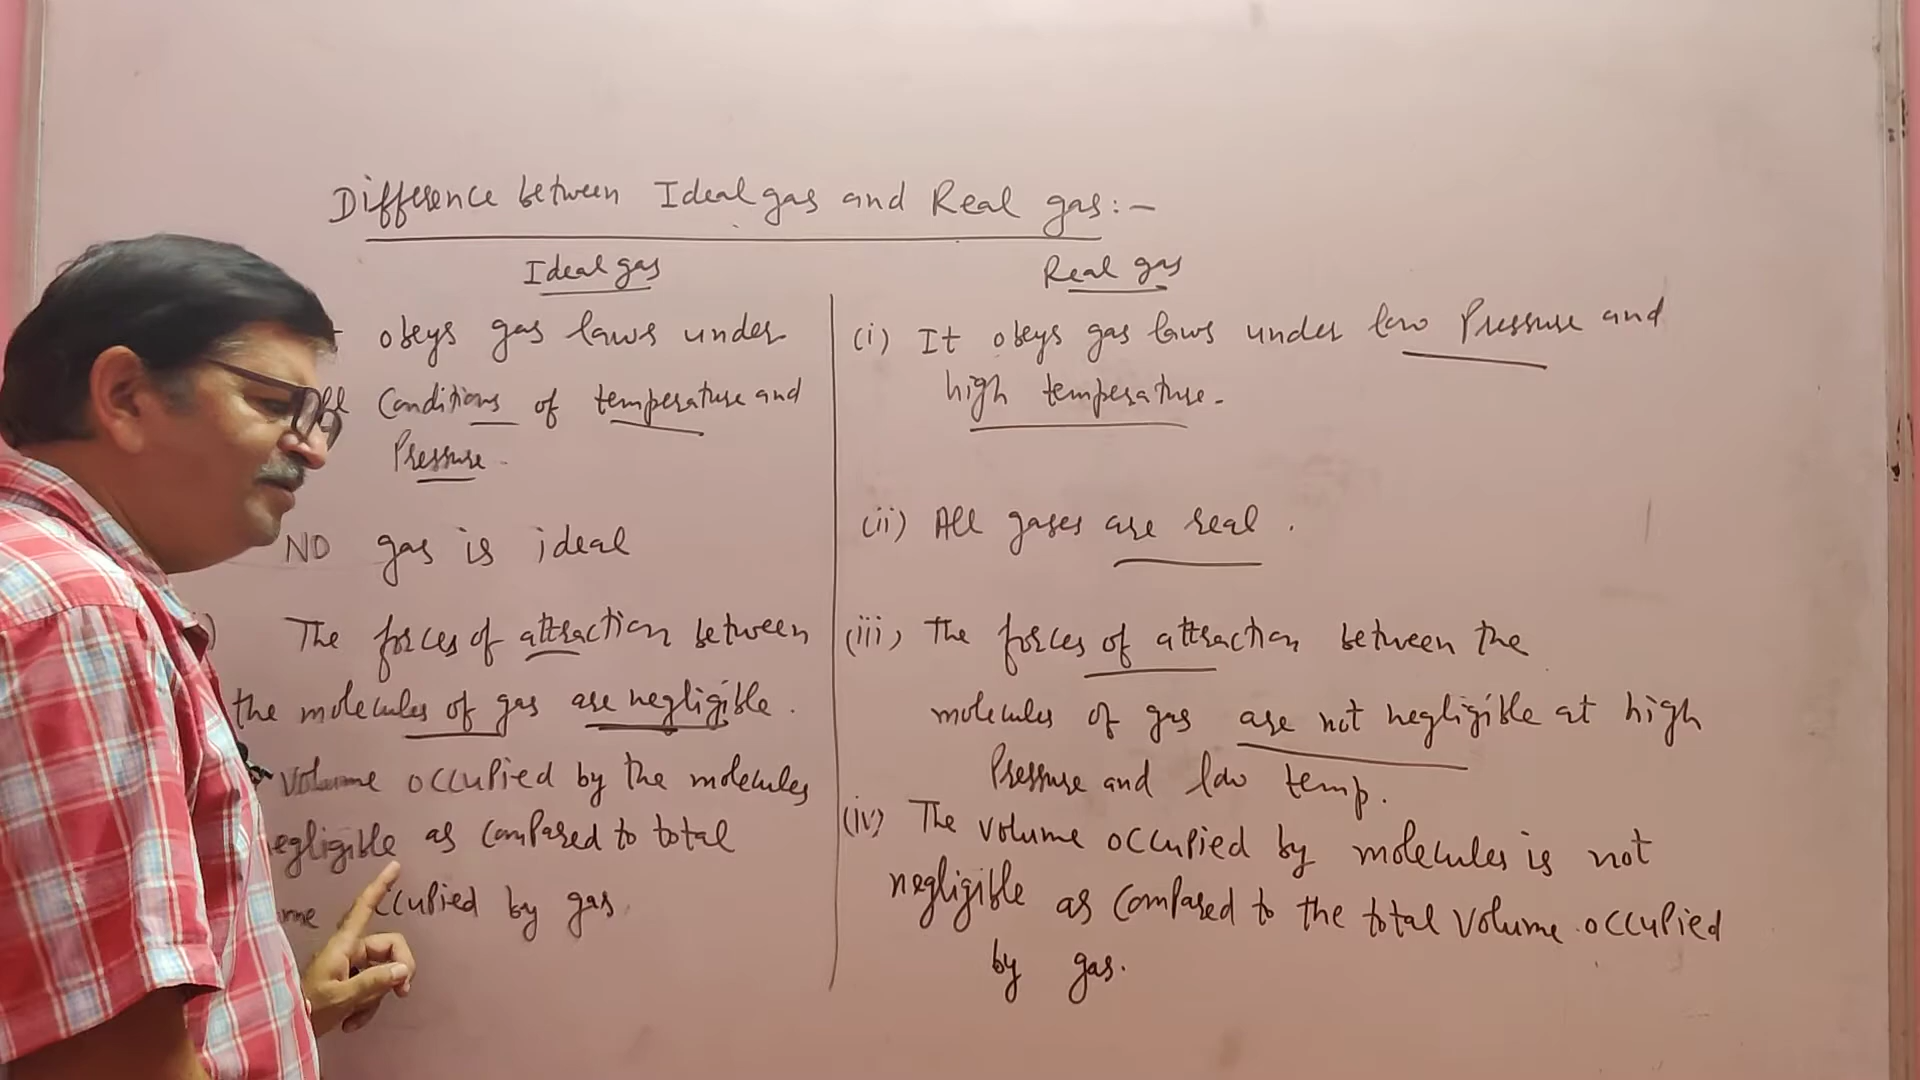 Difference between Ideal gas and Real gas:-
Ideal gas
obeys gas laws under
Conditions of temperature and
Pressure.
NO gas is ideal
The forces of attraction between
the molecules of gas are negligible.
volume occupied by the molecules
egligible as compared to total
by gas.
Real gas
(i) It obeys gas laws under low Pressure and
high temperature.
(ii) All gases are real.
(iii) The forces of attraction between the
molecules of gas are not negligible at high
Pressure and low temp.
(iv) The volume occupied by molecules is not
negligible as compared to the total volume occupied
by gas.